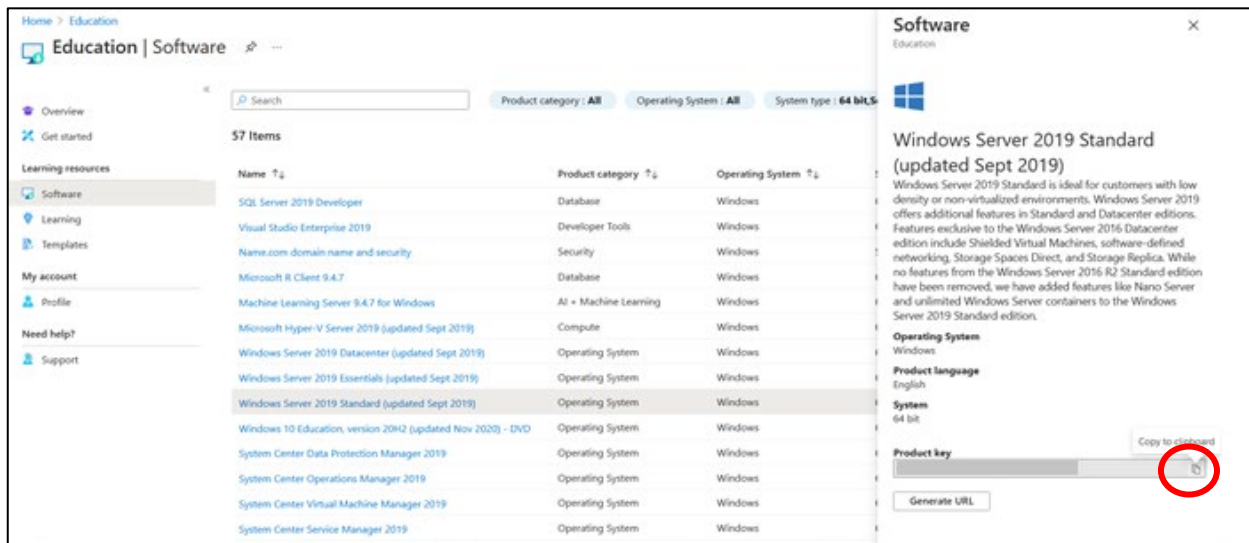 Home > Education
Education | Software
Overview
Get started
Learning resources
Software
Learning
Templates
My account
Profile
Need help?
Support
Search
Product category : All
Operating System : All
System type : 64 bit,S
57 Items
Name Product category Operating System
SQL Server 2019 Developer Database Windows
Visual Studio Enterprise 2019 Developer Tools Windows
Name.com domain name and security Security Windows
Microsoft R Client 9.4.7 Database Windows
Machine Learning Server 9.4.7 for Windows AI + Machine Learning Windows
Microsoft Hyper-V Server 2019 (updated Sept 2019) Compute Windows
Windows Server 2019 Datacenter (updated Sept 2019) Operating System Windows
Windows Server 2019 Essentials (updated Sept 2019) Operating System Windows
Windows Server 2019 Standard (updated Sept 2019) Operating System Windows
Windows 10 Education, version 20H2 (updated Nov 2020) - DVD Operating System Windows
System Center Data Protection Manager 2019 Operating System Windows
System Center Operations Manager 2019 Operating System Windows
System Center Virtual Machine Manager 2019 Operating System Windows
System Center Service Manager 2019 Operating System Windows
Software
Education
Windows Server 2019 Standard
(updated Sept 2019)
Windows Server 2019 Standard is ideal for customers with low
density or non-virtualized environments. Windows Server 2019
offers additional features in Standard and Datacenter editions.
Features exclusive to the Windows Server 2016 Datacenter
edition include Shielded Virtual Machines, software-defined
networking, Storage Spaces Direct, and Storage Replica. While
no features from the Windows Server 2016 R2 Standard edition
have been removed, we have added features like Nano Server
and unlimited Windows Server containers to the Windows
Server 2019 Standard edition.
Operating System
Windows
Product language
English
System
64 bit
Copy to clipboard
Product key
Generate URL